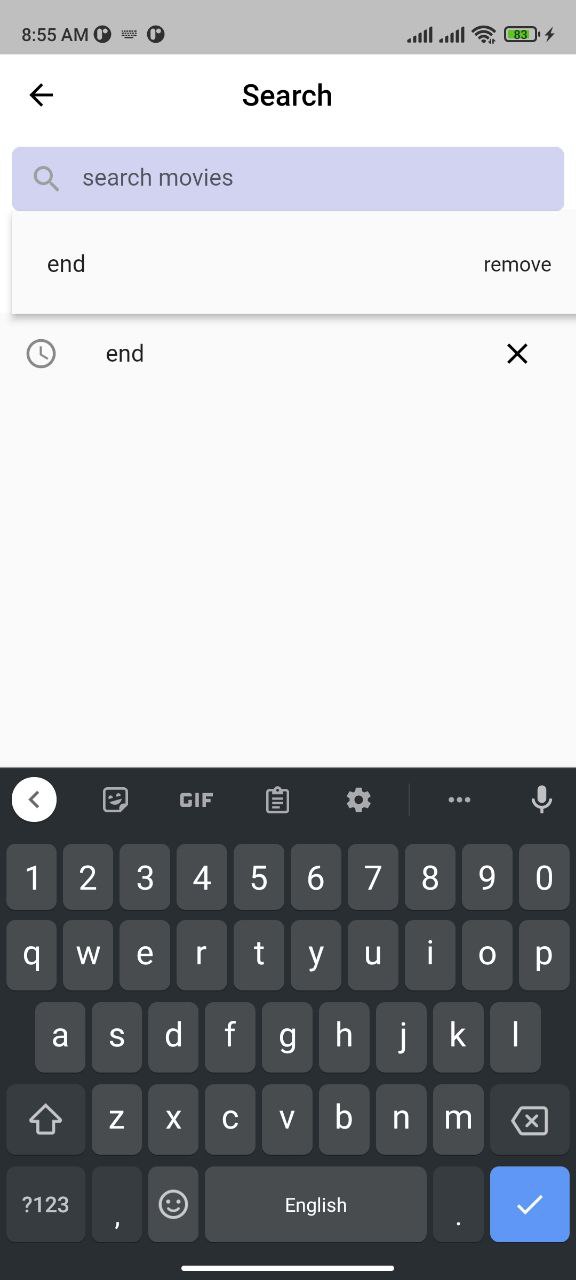 8:55 AM 83
Search
search movies
end remove
end
GIF
1 2 3 4 5 6 7 8 9 0
q w e r t y u i o p
a s d f g h j k l
z x c v b n m
?123 , English .